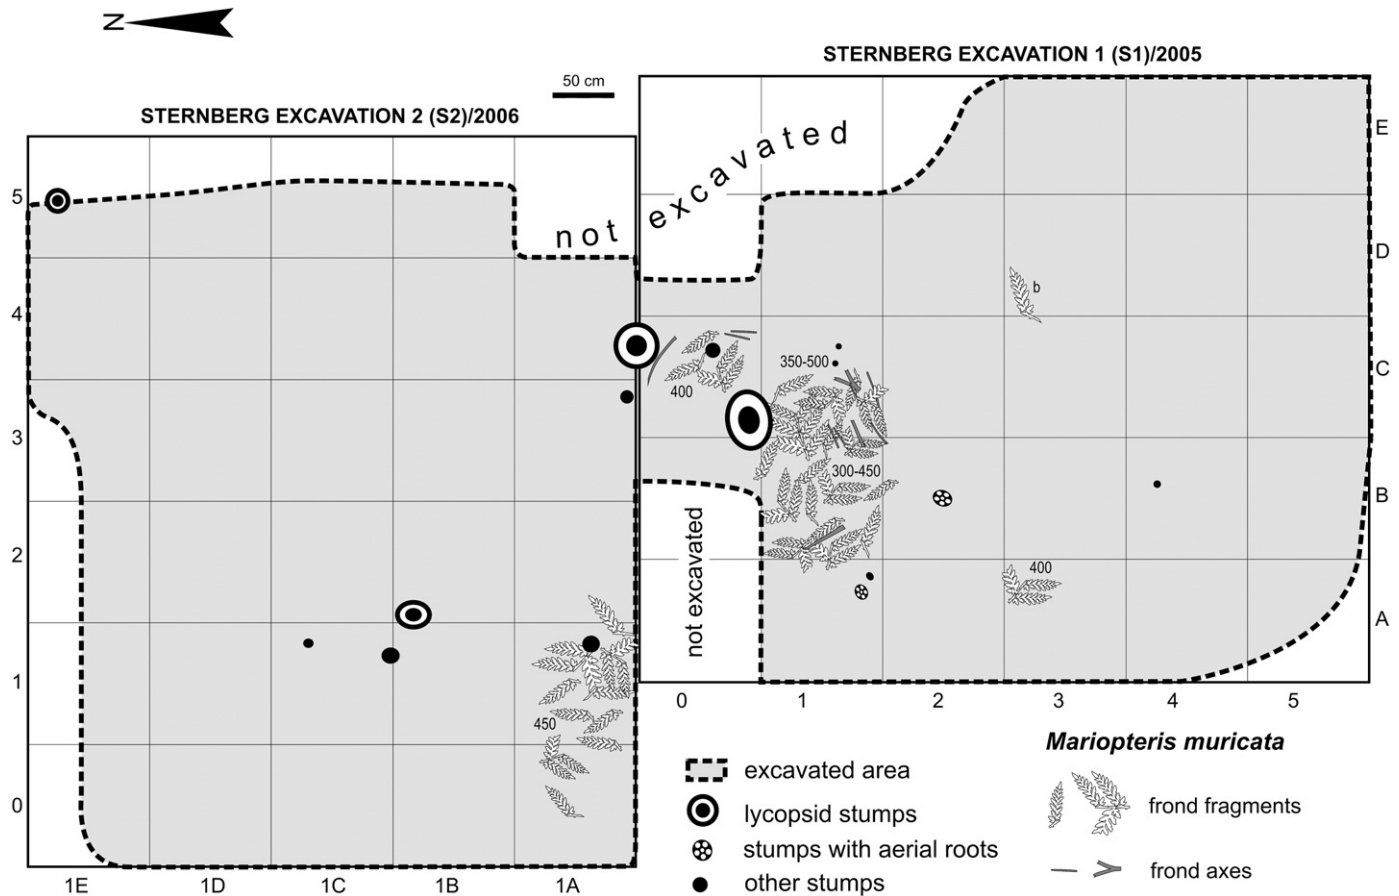 N
STERNBERG EXCAVATION 1 (S1)/2005
50 cm
STERNBERG EXCAVATION 2 (S2)/2006
not excavated
E
D
C
B
A
5
4
3
2
1
0
b
350-500
400
300-450
400
not excavated
450
0 1 2 3 4 5
1E 1D 1C 1B 1A
excavated area
lycopsid stumps
stumps with aerial roots
other stumps
Mariopteris muricata
frond fragments
frond axes